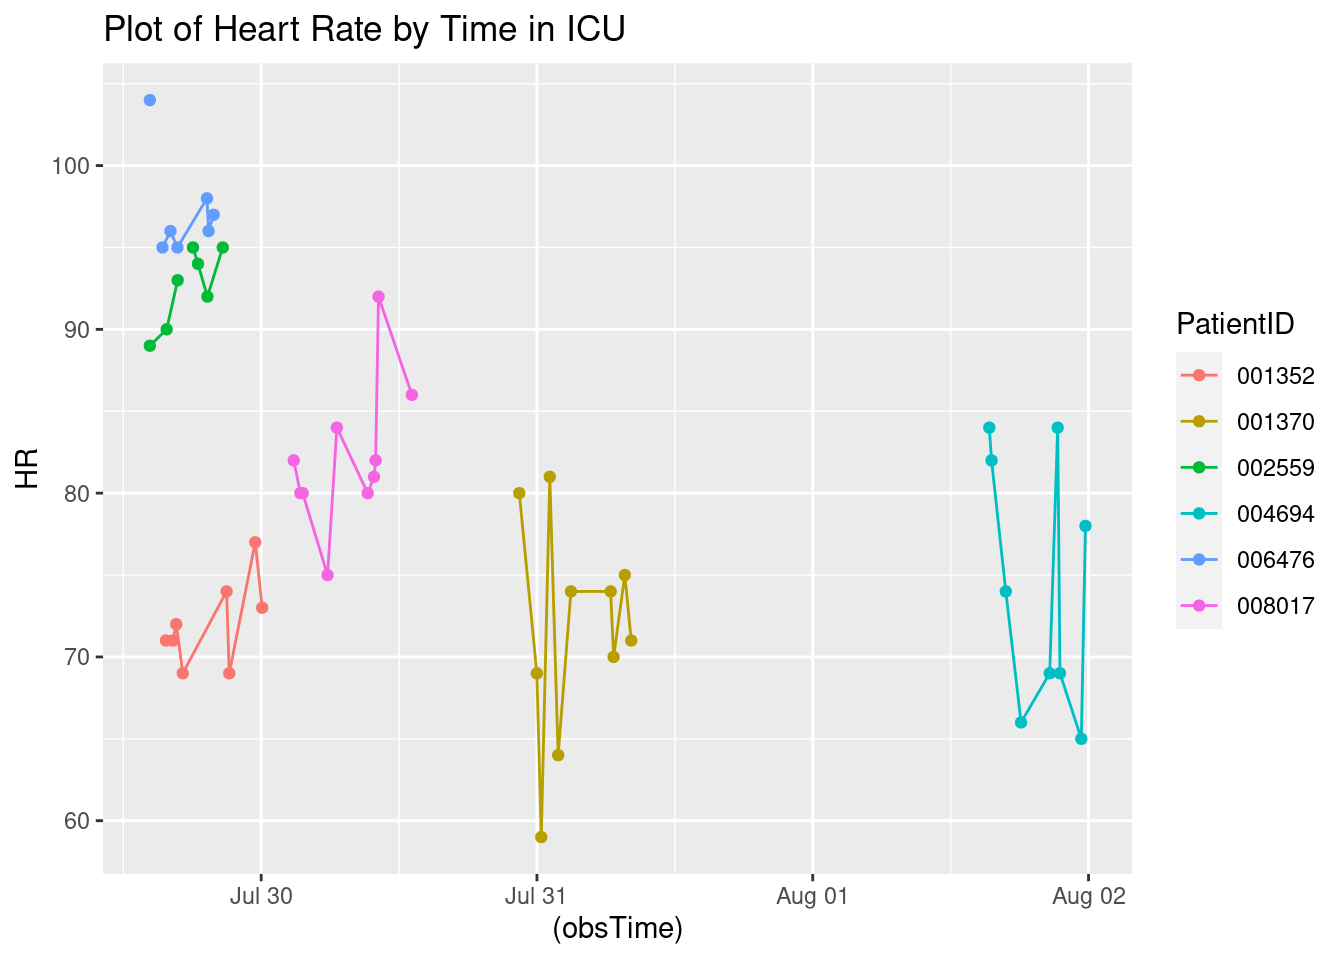 Plot of Heart Rate by Time in ICU
HR
100
90
80
70
60
Jul 30
Jul 31
Aug 01
Aug 02
(obsTime)
PatientID
001352
001370
002559
004694
006476
008017